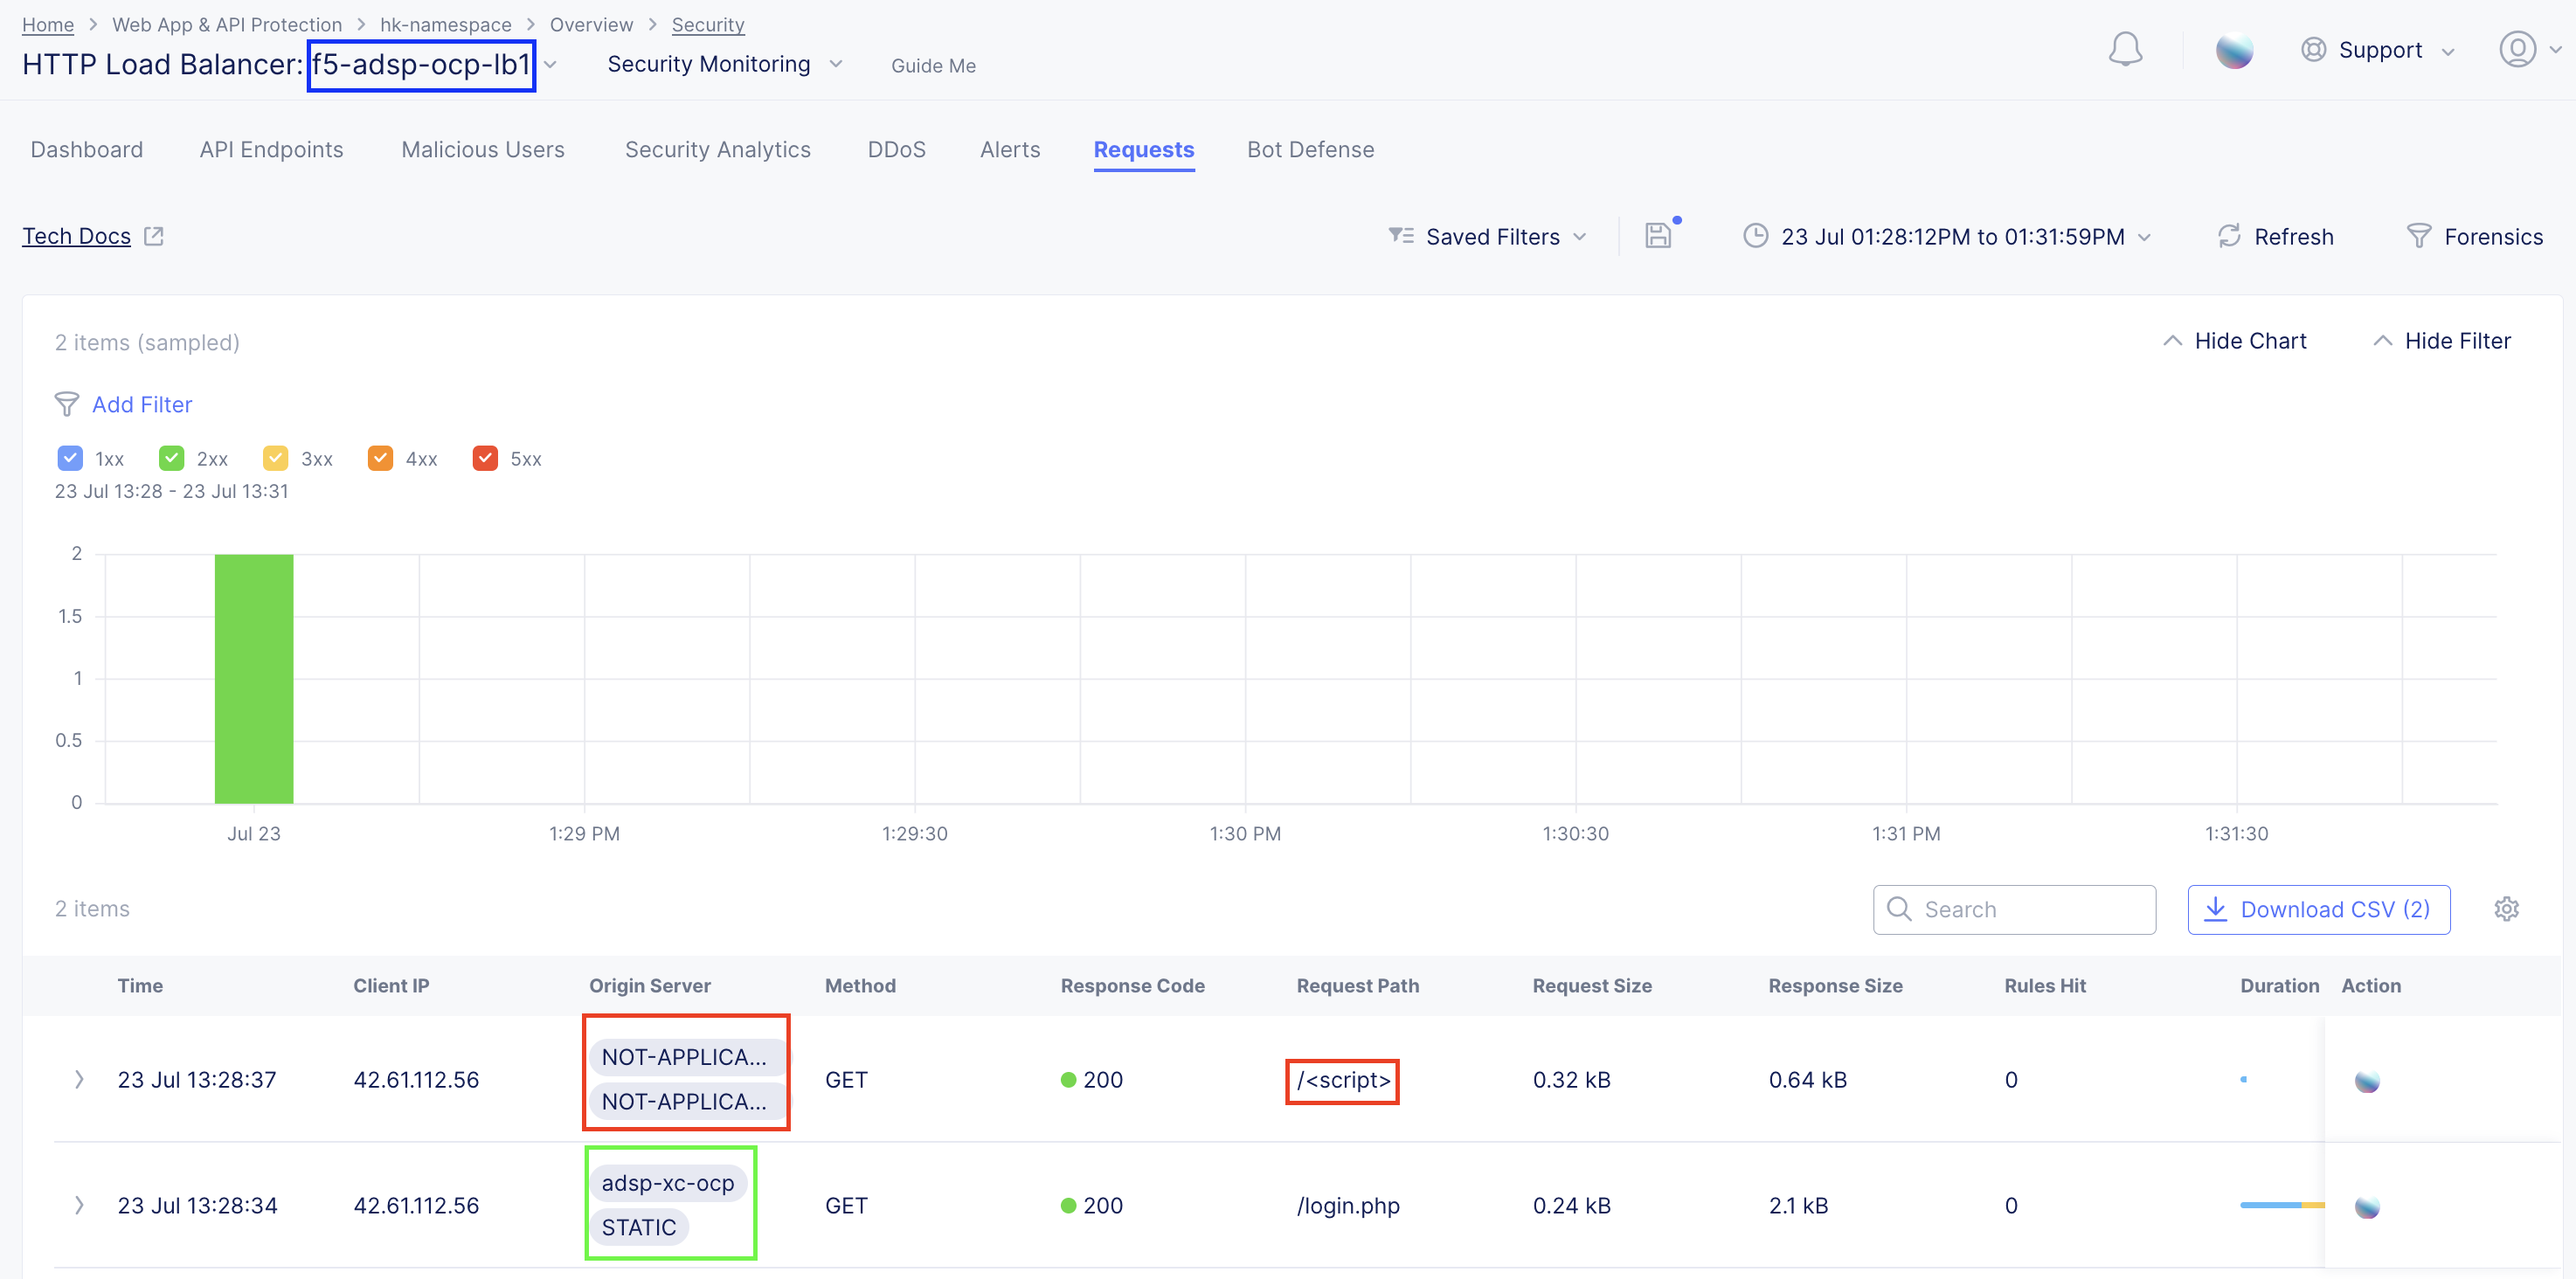 Home > Web App & API Protection > hk-namespace > Overview > Security
HTTP Load Balancer: f5-adsp-ocp-lb1
Security Monitoring
Guide Me
Support
Dashboard API Endpoints Malicious Users Security Analytics DDoS Alerts Requests Bot Defense
Tech Docs
Saved Filters
23 Jul 01:28:12PM to 01:31:59PM
Refresh
Forensics
2 items (sampled)
Hide Chart
Hide Filter
Add Filter
1xx 2xx 3xx 4xx 5xx
23 Jul 13:28 - 23 Jul 13:31
2
1.5
1
0.5
0
Jul 23 1:29 PM 1:29:30 1:30 PM 1:30:30 1:31 PM 1:31:30
2 items
Search
Download CSV (2)
Time Client IP Origin Server Method Response Code Request Path Request Size Response Size Rules Hit Duration Action
NOT-APPLICA...
23 Jul 13:28:37 42.61.112.56 GET 200 /<script> 0.32 kB 0.64 kB 0
NOT-APPLICA...
adsp-xc-ocp
23 Jul 13:28:34 42.61.112.56 GET 200 /login.php 0.24 kB 2.1 kB 0
STATIC